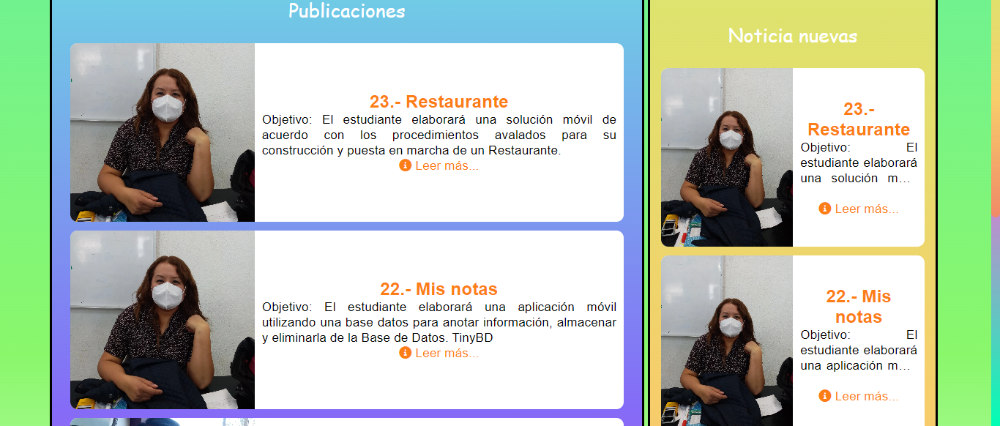 Publicaciones
23.- Restaurante
Objetivo: El estudiante elaborará una solución móvil de
acuerdo con los procedimientos avalados para su
construcción y puesta en marcha de un Restaurante.
Leer más...
22.- Mis notas
Objetivo: El estudiante elaborará una aplicación móvil
utilizando una base datos para anotar información, almacenar
y eliminarla de la Base de Datos. TinyBD
Leer más...
Noticia nuevas
23.-
Restaurante
Objetivo: El
estudiante elaborará
una solución m...
Leer más...
22.- Mis
notas
Objetivo: El
estudiante elaborará
una aplicación m...
Leer más...